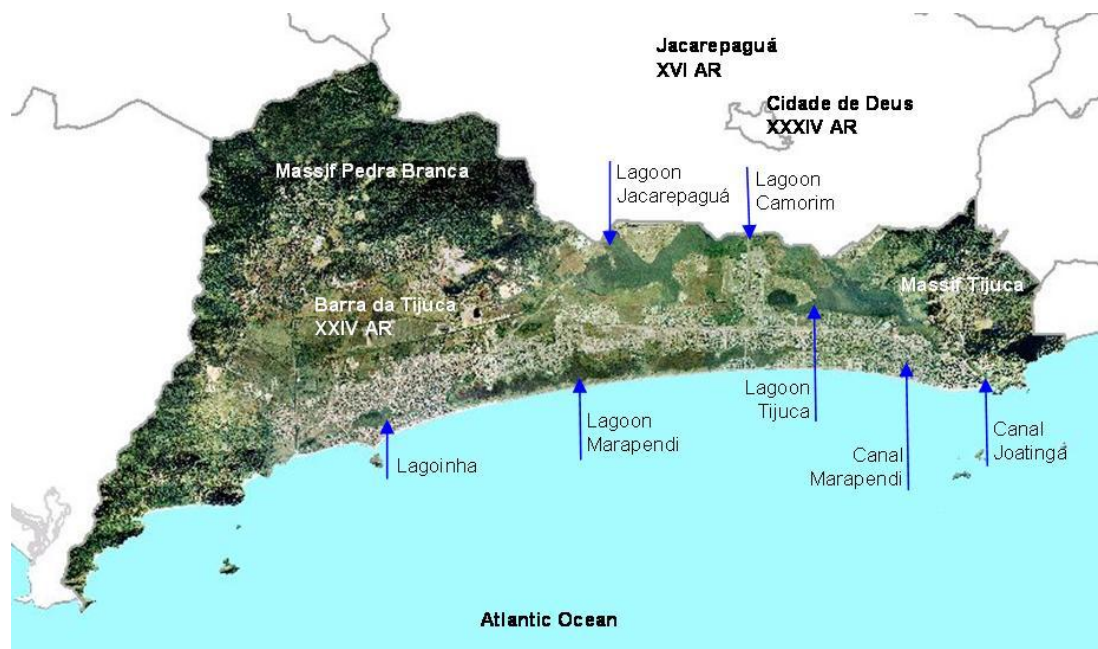 Jacarepaguá
XVI AR
Cidade de Deus
XXXIV AR
Massif Pedra Branca
Lagoon
Jacarepaguá
Lagoon
Camorim
Massif Tijuca
Barra da Tijuca
XXIV AR
Lagoon
Tijuca
Lagoon
Marapendi
Lagoinha
Canal
Marapendi
Canal
Joatingá
Atlantic Ocean